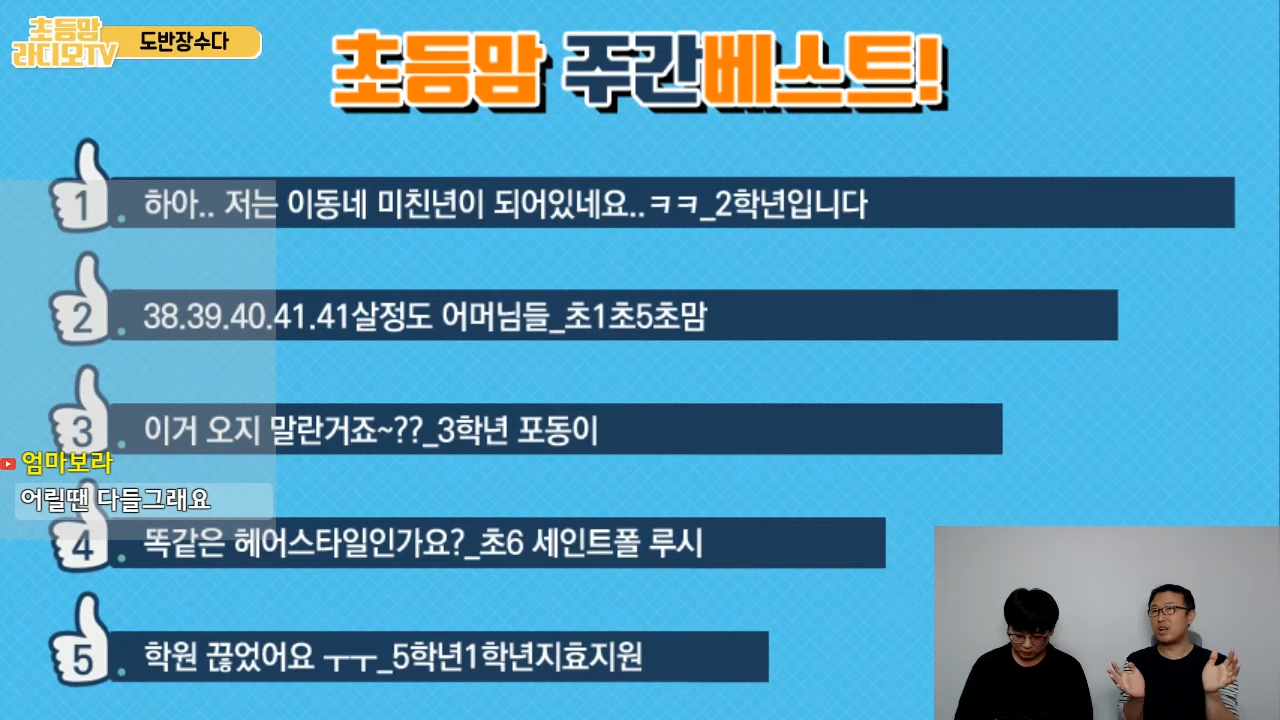 초등맘
라디오TV
도반장수다
초등맘 주간베스트!
1. 하아.. 저는 이동네 미친년이 되어있네요..ㅋㅋ_2학년입니다
2. 38.39.40.41.41살정도 어머님들_초1초5초맘
3. 이거 오지 말란거죠~??_3학년 포동이
엄마보라
어릴땐 다들그래요
4. 똑같은 헤어스타일인가요?_초6 세인트폴 루시
5. 학원 끊었어요 ㅜㅜ_5학년1학년지효지원